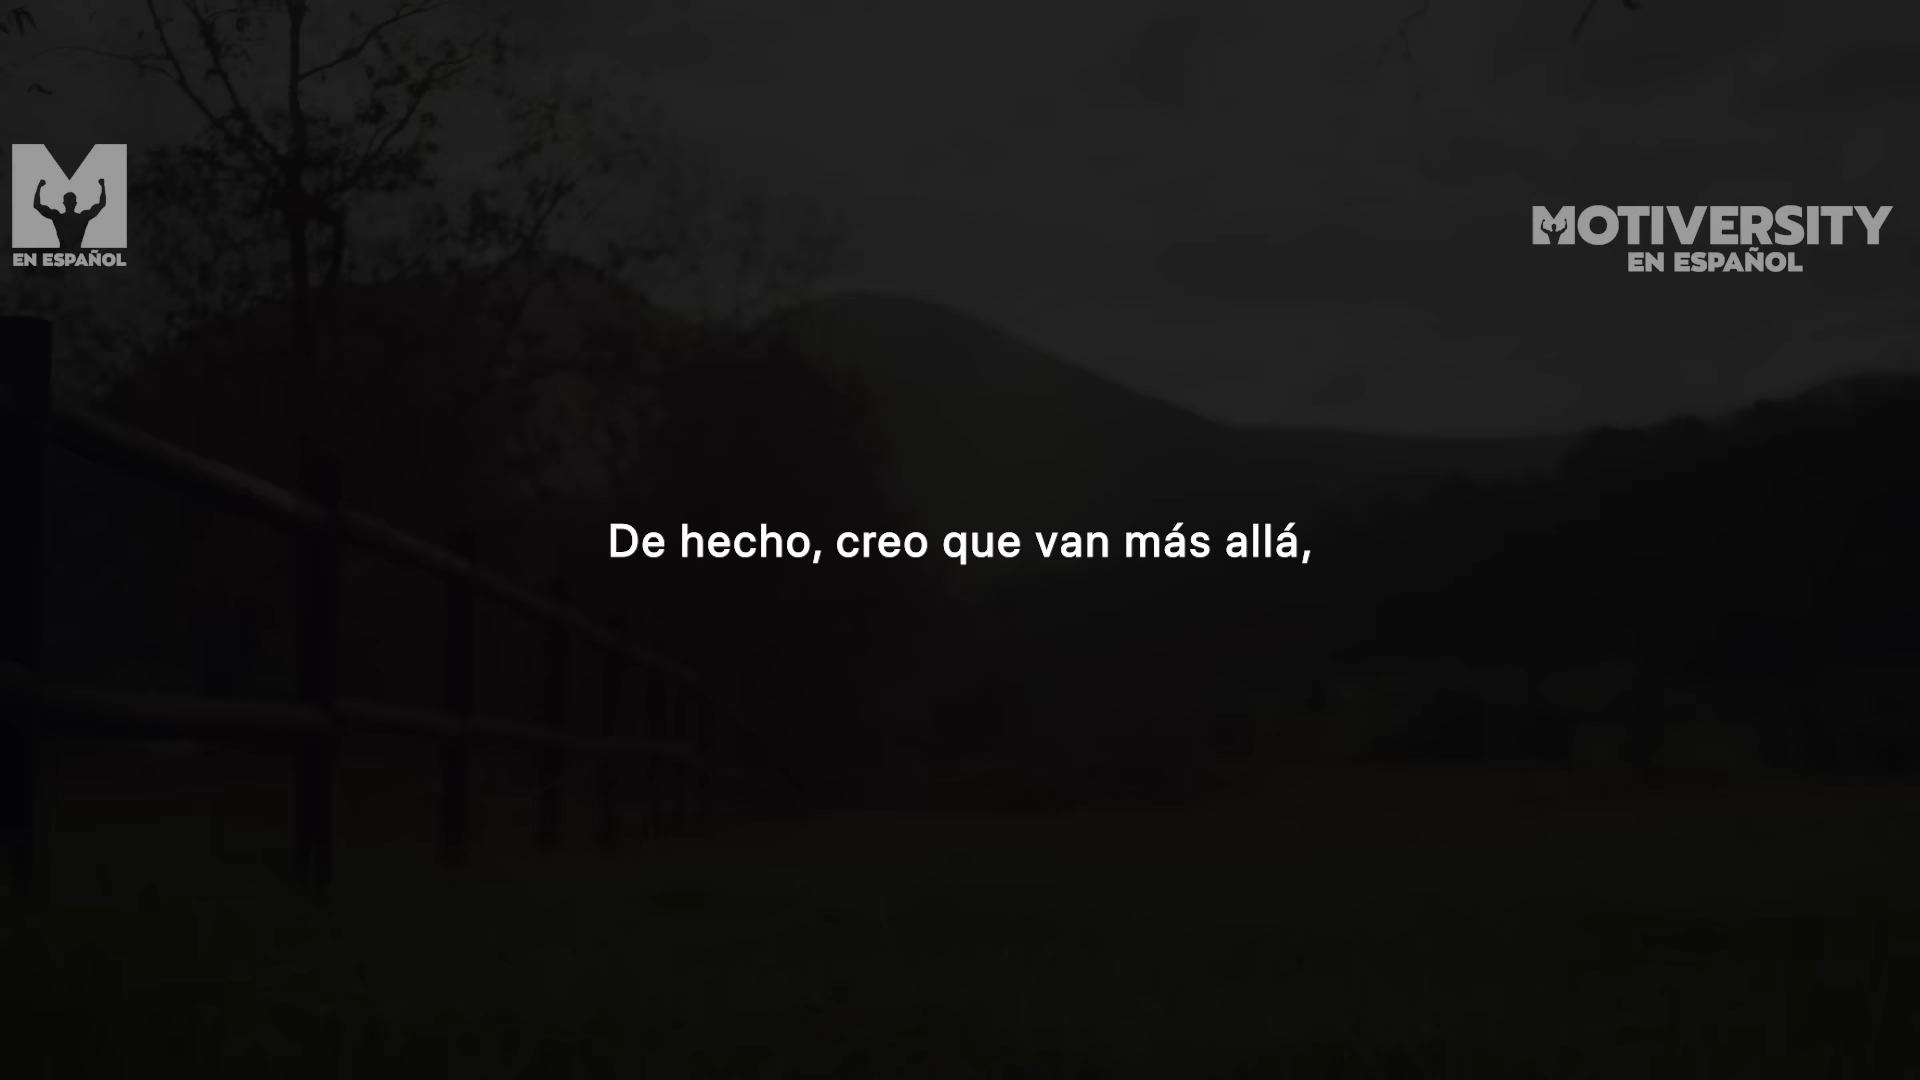 M
EN ESPAÑOL
MOTIVERSITY
EN ESPAÑOL
De hecho, creo que van más allá,